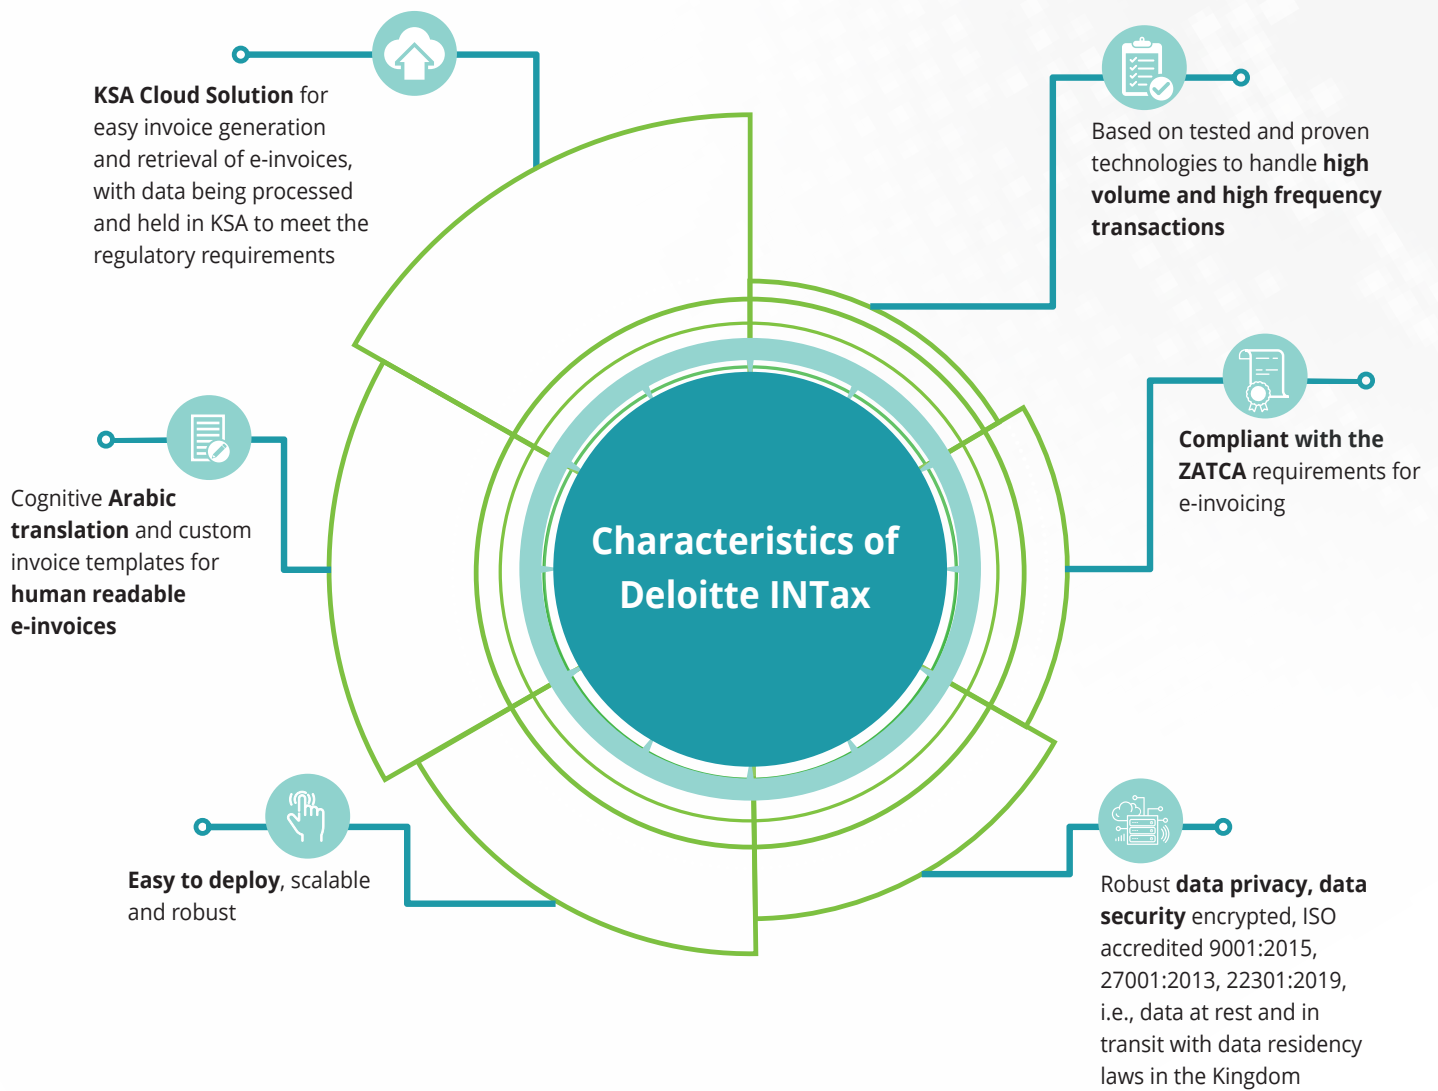 KSA Cloud Solution for
easy invoice generation
and retrieval of e-invoices,
with data being processed
and held in KSA to meet the
regulatory requirements
Based on tested and proven
technologies to handle high
volume and high frequency
transactions
Cognitive Arabic
translation and custom
invoice templates for
human readable
e-invoices
Characteristics of
Deloitte INTax
Compliant with the
ZATCA requirements for
e-invoicing
Easy to deploy, scalable
and robust
Robust data privacy, data
security encrypted, ISO
accredited 9001:2015,
27001:2013, 22301:2019,
i.e., data at rest and in
transit with data residency
laws in the Kingdom